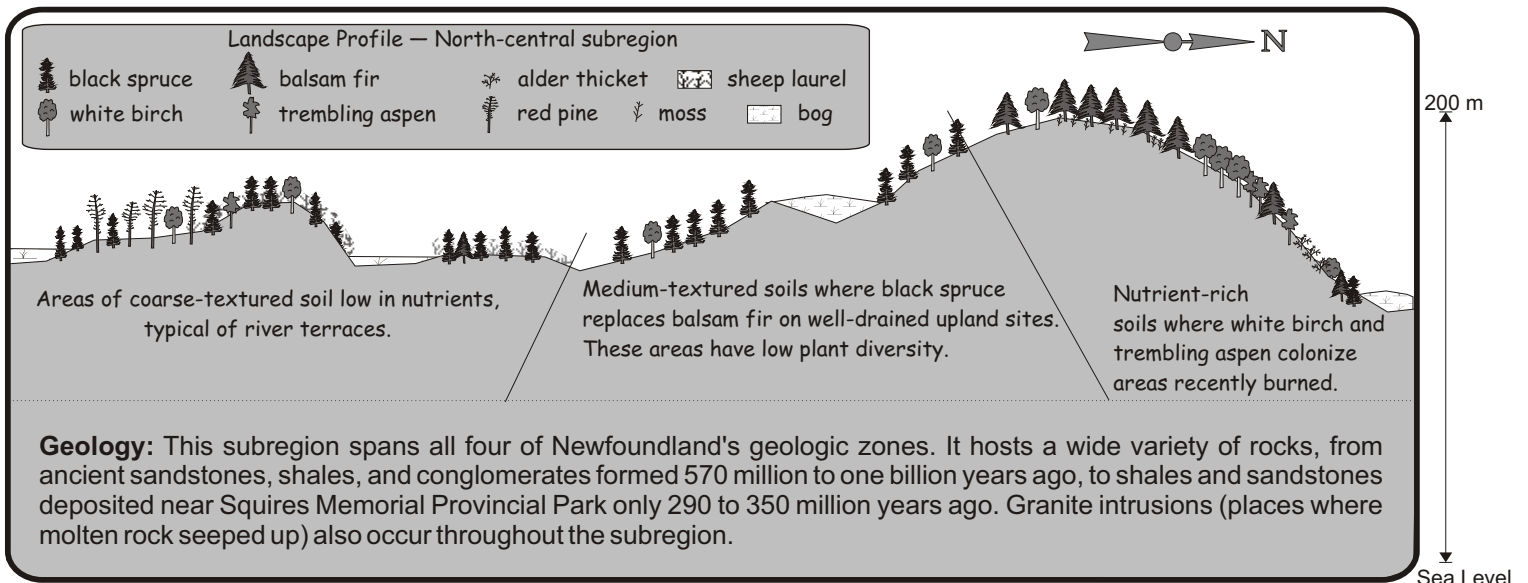 Landscape Profile — North-central subregion
black spruce balsam fir alder thicket sheep laurel
white birch trembling aspen red pine moss bog
N
200 m
Areas of coarse-textured soil low in nutrients,
typical of river terraces.
Medium-textured soils where black spruce
replaces balsam fir on well-drained upland sites.
These areas have low plant diversity.
Nutrient-rich
soils where white birch and
trembling aspen colonize
areas recently burned.
Geology: This subregion spans all four of Newfoundland's geologic zones. It hosts a wide variety of rocks, from
ancient sandstones, shales, and conglomerates formed 570 million to one billion years ago, to shales and sandstones
deposited near Squires Memorial Provincial Park only 290 to 350 million years ago. Granite intrusions (places where
molten rock seeped up) also occur throughout the subregion.
Sea Level